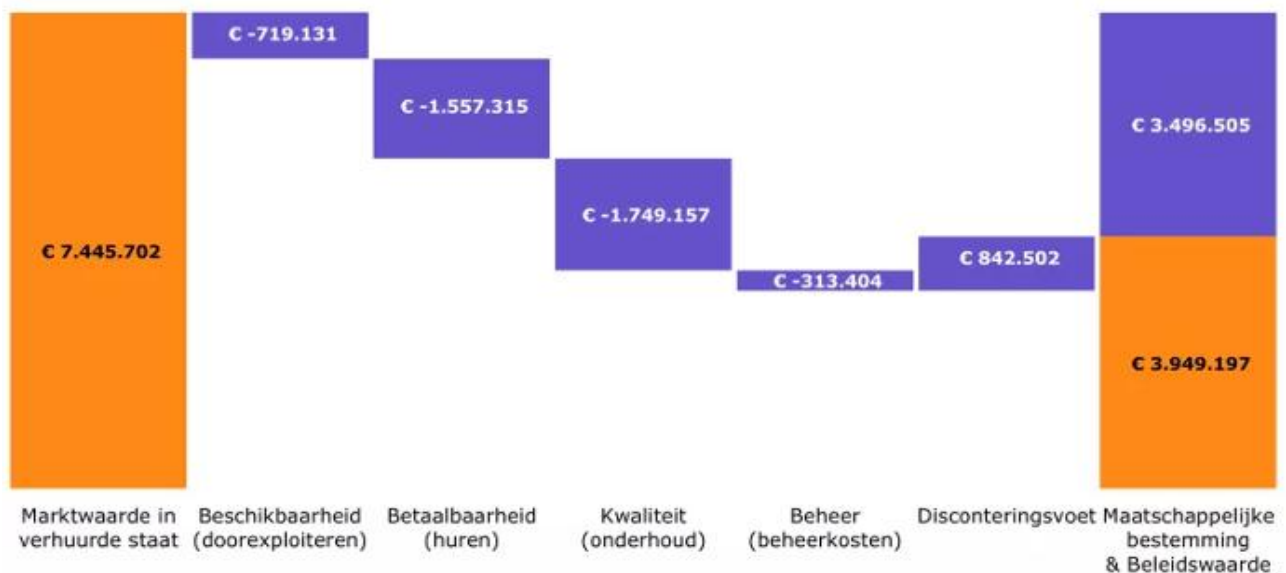 € -719.131
€ -1.557.315
€ 3.496.505
€ -1.749.157
€ 7.445.702
€ 842.502
€ -313.404
€ 3.949.197
Marktwaarde in
verhuurde staat
Beschikbaarheid
(doorexploiteren)
Betaalbaarheid
(huren)
Kwaliteit
(onderhoud)
Beheer
(beheerkosten)
Disconteringsvoet
Maatschappelijke
bestemming
& Beleidswaarde